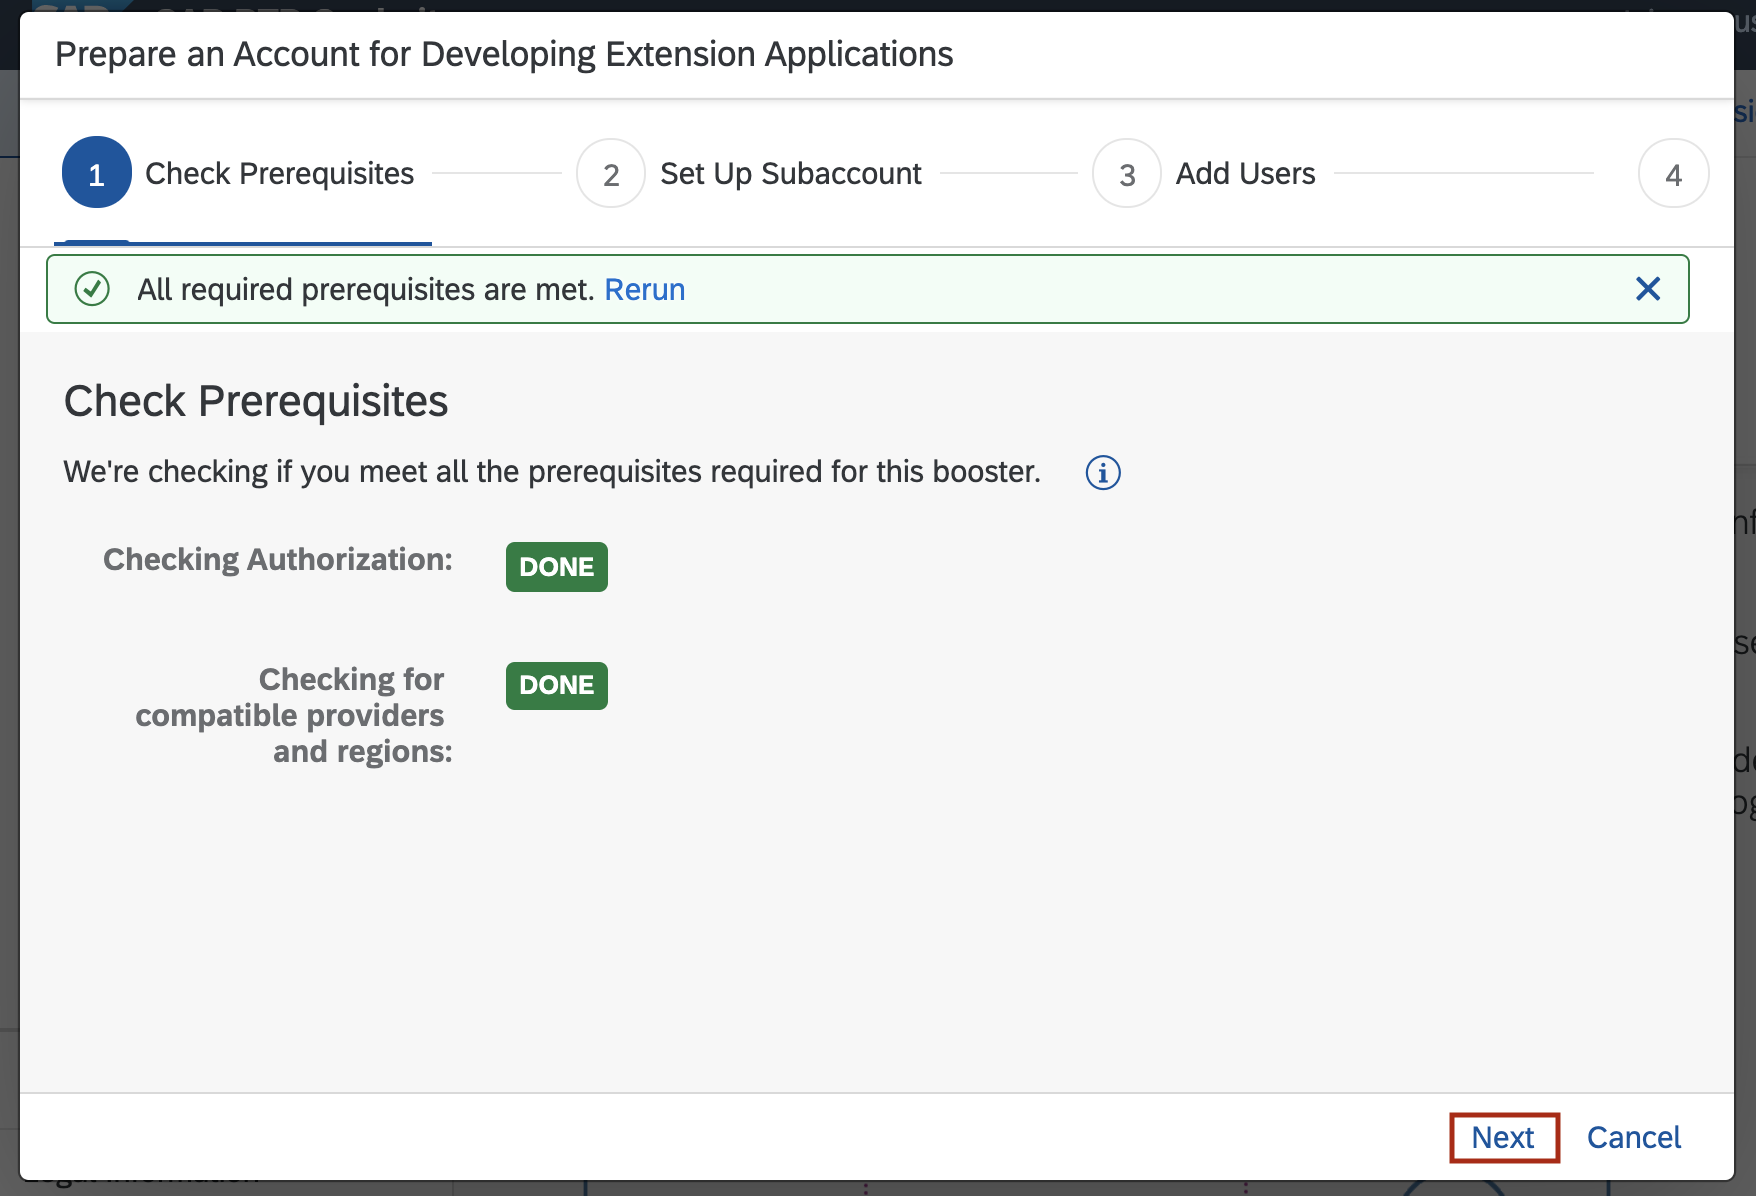 Prepare an Account for Developing Extension Applications
1 Check Prerequisites
2 Set Up Subaccount
3 Add Users
4
All required prerequisites are met. Rerun
Check Prerequisites
We're checking if you meet all the prerequisites required for this booster.
Checking Authorization: DONE
Checking for DONE
compatible providers
and regions:
Next Cancel